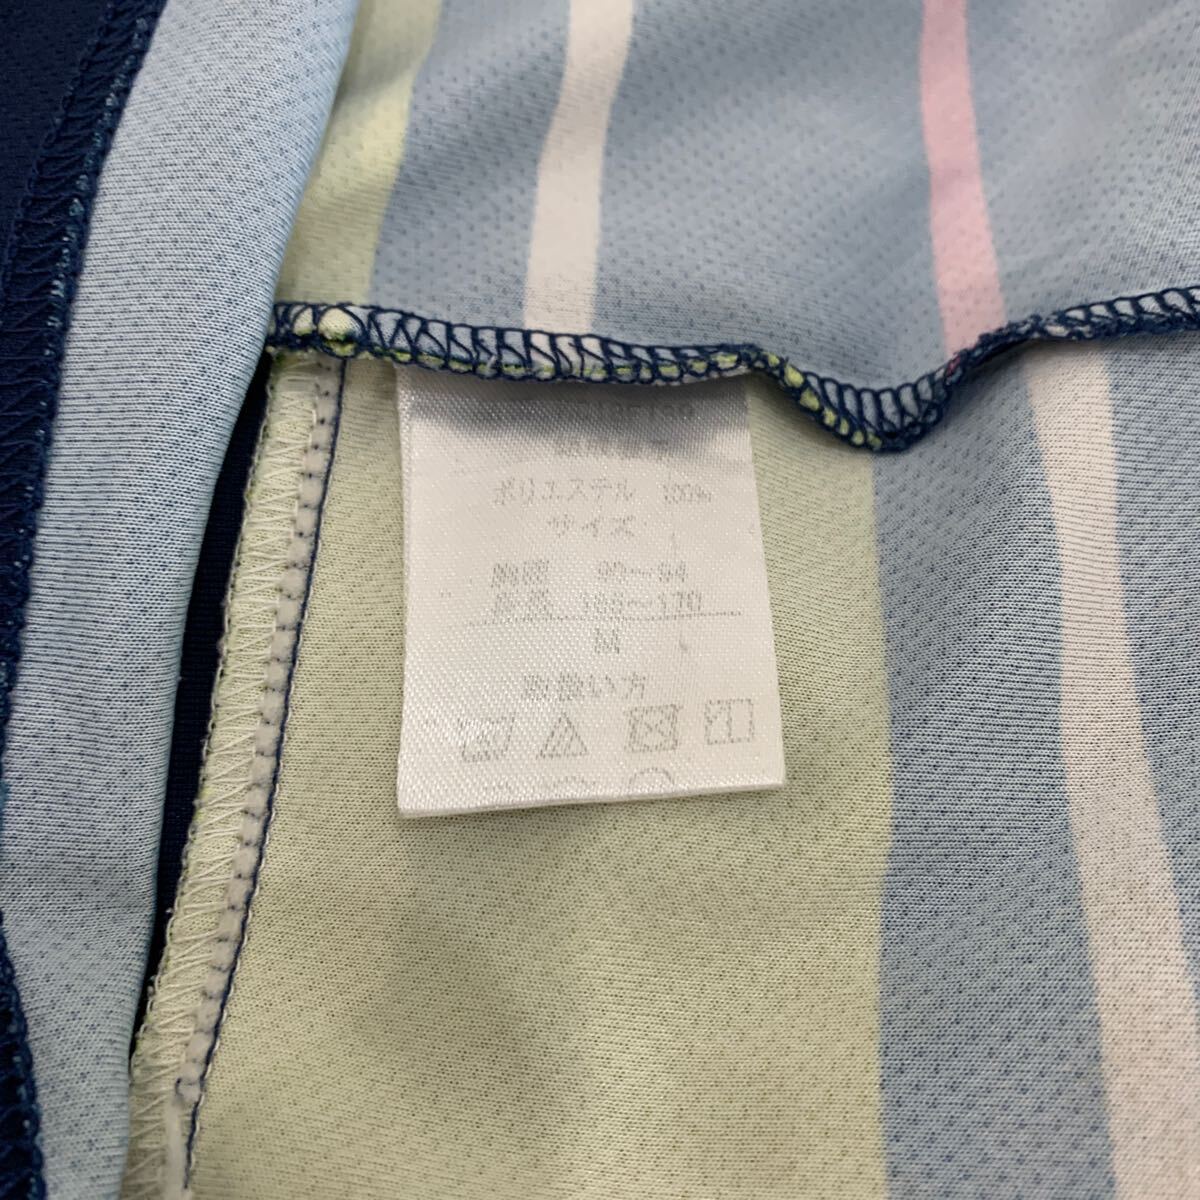 ポリエステル 100%
サイズ
胸囲 90～94
身長 165～170
M
取扱い方